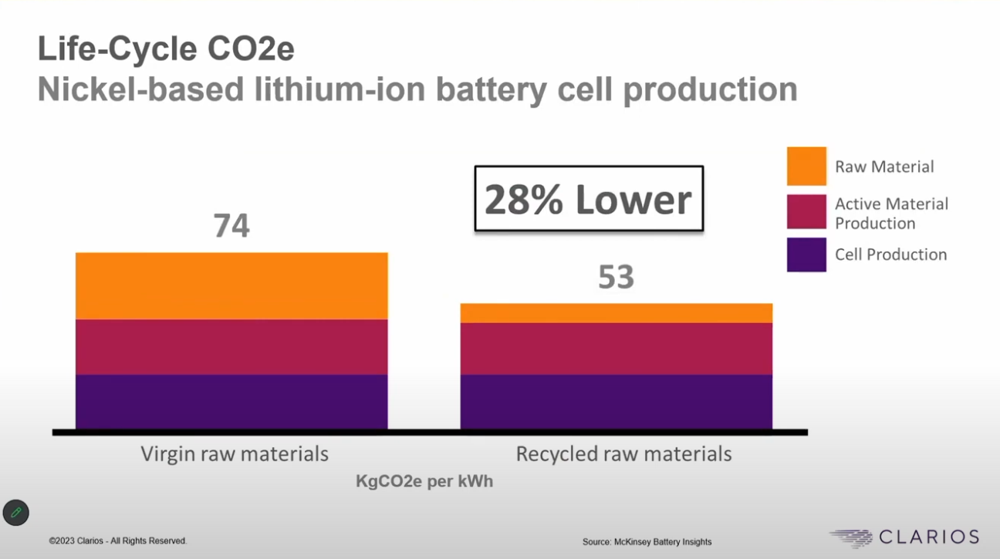 Life-Cycle CO2e
Nickel-based lithium-ion battery cell production
Raw Material
Active Material
Production
Cell Production
28% Lower
74
53
Virgin raw materials
Recycled raw materials
KgCO2e per kWh
©2023 Clarios - All Rights Reserved.
Source: McKinsey Battery Insights
CLARIOS